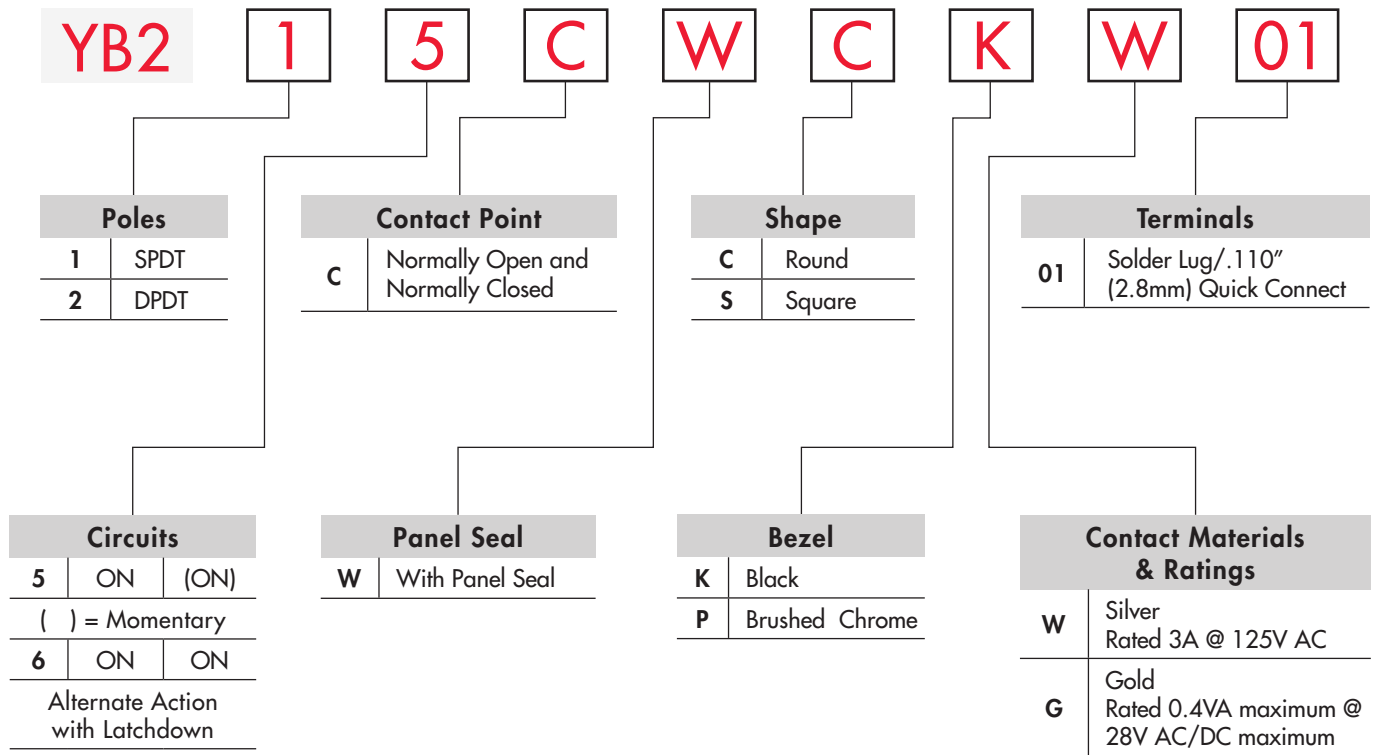 YB2 1 5 C W C K W 01
Poles
1 SPDT
2 DPDT
Contact Point
C Normally Open and
Normally Closed
Shape
C Round
S Square
Terminals
01 Solder Lug/.110”
(2.8mm) Quick Connect
Circuits
5 ON (ON)
( ) = Momentary
6 ON ON
Alternate Action
with Latchdown
Panel Seal
W With Panel Seal
Bezel
K Black
P Brushed Chrome
Contact Materials
& Ratings
W Silver
Rated 3A @ 125V AC
G Gold
Rated 0.4VA maximum @
28V AC/DC maximum